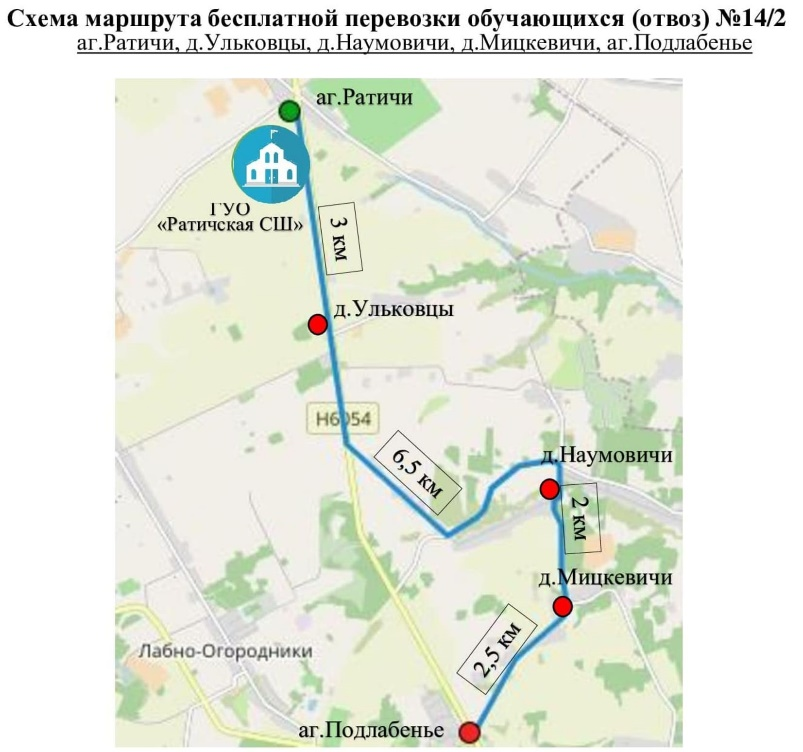 Схема маршрута бесплатной перевозки обучающихся (отвоз) №14/2
аг.Ратичи, д.Ульковцы, д.Наумовичи, д.Мицкевичи, аг.Подлабенье
аг.Ратичи
ГУО
«Ратичская СШ»
3 км
д.Ульковцы
Н6054
6,5 км
д.Наумовичи
2 км
д.Мицкевичи
2,5 км
Лабно-Огородники
аг.Подлабенье